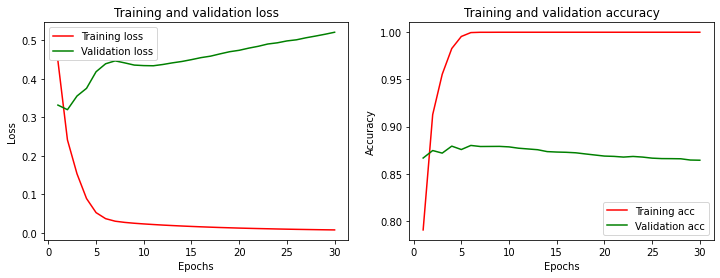 Training and validation loss
Training loss
Validation loss
0.5
0.4
0.3
0.2
0.1
0.0
Loss
0 5 10 15 20 25 30
Epochs
Training and validation accuracy
1.00
0.95
0.90
0.85
0.80
Accuracy
Training acc
Validation acc
0 5 10 15 20 25 30
Epochs